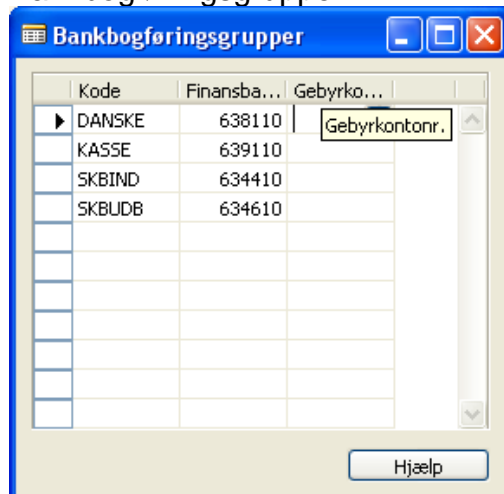 Bankbogføringsgrupper
Kode Finansba... Gebyrko...
DANSKE 638110 Gebyrkontonr.
KASSE 639110
SKBIND 634410
SKBUDB 634610
Hjælp